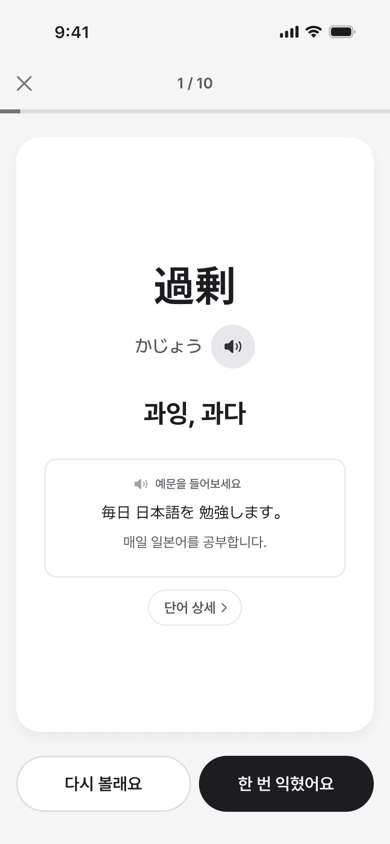 9:41
1 / 10
過剰
かじょう
과잉, 과다
예문을 들어보세요
毎日 日本語を 勉強します。
매일 일본어를 공부합니다.
단어 상세
다시 볼래요
한 번 익혔어요